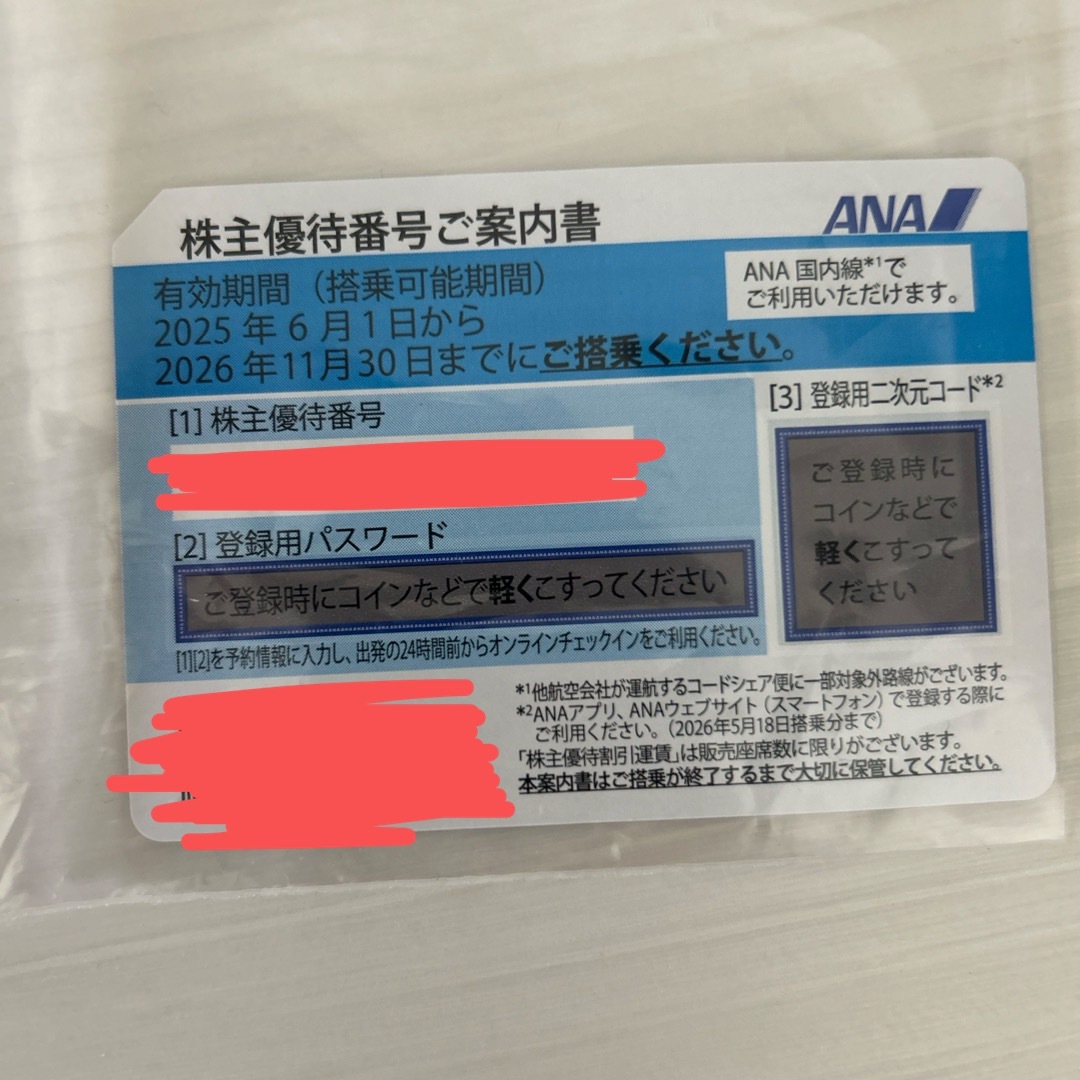 株主優待番号ご案内書
ANA
有効期間（搭乗可能期間）
2025年6月1日から
2026年11月30日までにご搭乗ください。
ANA国内線*1で
ご利用いただけます。
[1] 株主優待番号
[2] 登録用パスワード
ご登録時にコインなどで軽くこすってください
[1][2]を予約情報に入力し、出発の24時間前からオンラインチェックインをご利用ください。
[3] 登録用二次元コード*2
ご登録時に
コインなどで
軽くこすって
ください
*1他航空会社が運航するコードシェア便に一部対象外路線がございます。
*2ANAアプリ、ANAウェブサイト（スマートフォン）で登録する際に
ご利用ください。（2026年5月18日搭乗分まで）
「株主優待割引運賃」は販売座席数に限りがございます。
本案内書はご搭乗が終了するまで大切に保管してください。